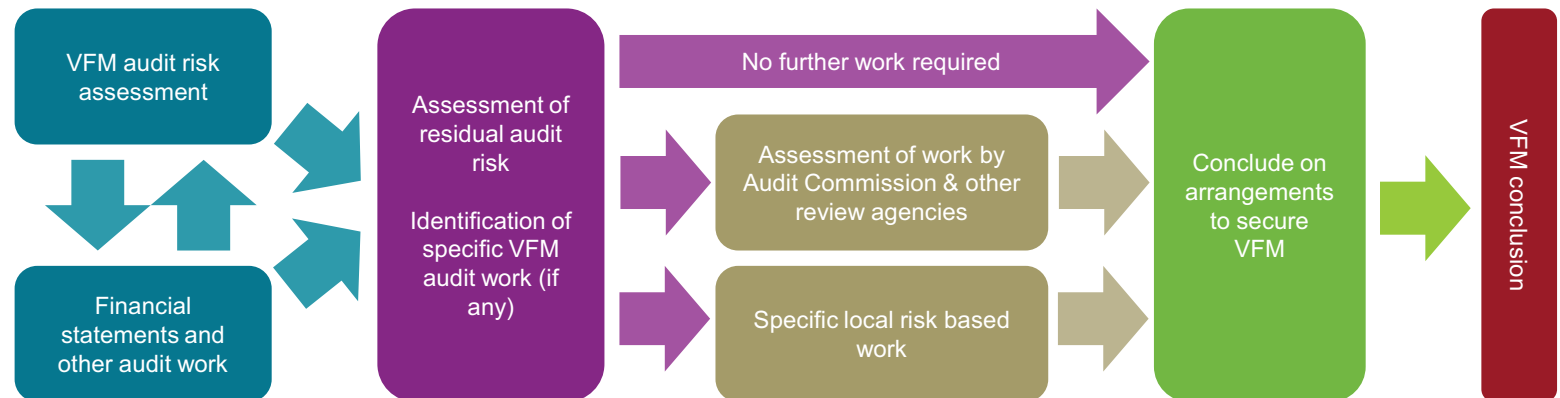 VFM audit risk
assessment
Financial
statements and
other audit work
Assessment of
residual audit
risk
Identification of
specific VFM
audit work (if
any)
No further work required
Assessment of work by
Audit Commission & other
review agencies
Specific local risk based
work
Conclude on
arrangements
to secure
VFM
VFM conclusion